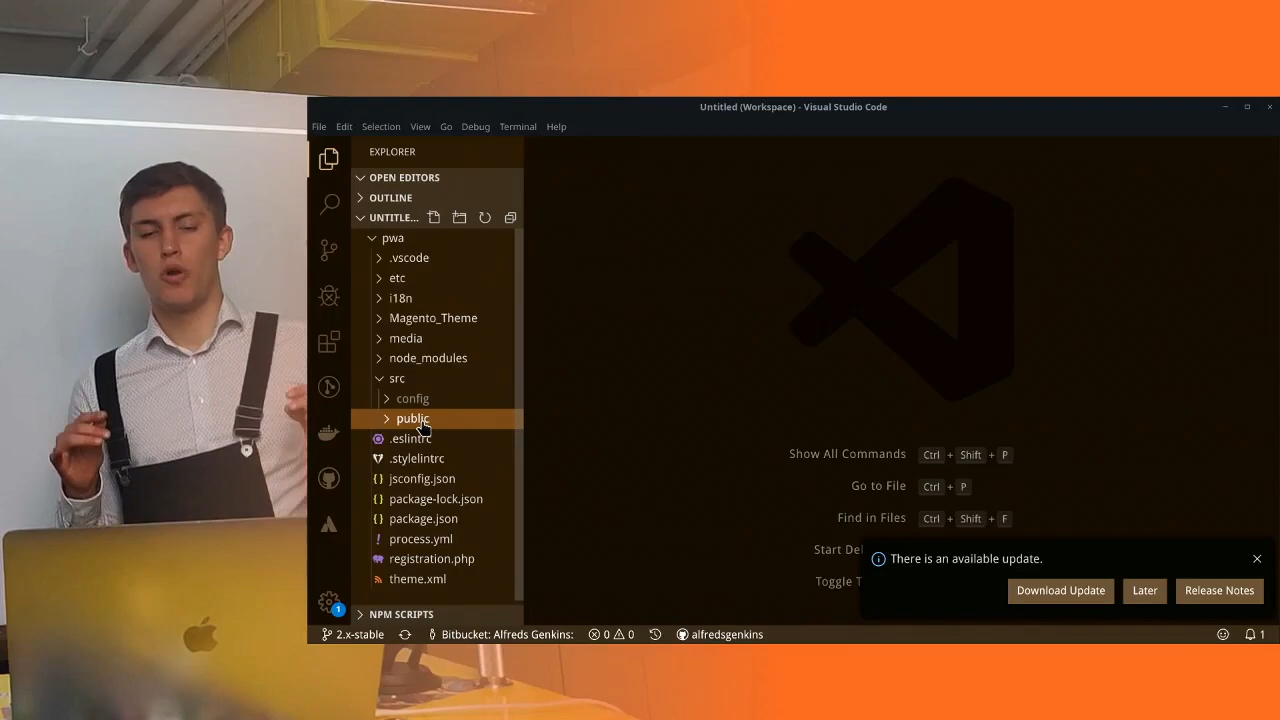 Untitled (Workspace) - Visual Studio Code
File Edit Selection View Go Debug Terminal Help
EXPLORER
OPEN EDITORS
OUTLINE
UNTITLE...
pwa
.vscode
etc
i18n
Magento_Theme
media
node_modules
src
config
public
.eslintrc
.stylelintrc
jsconfig.json
package-lock.json
package.json
process.yml
registration.php
theme.xml
NPM SCRIPTS
Show All Commands Ctrl + Shift + P
Go to File Ctrl + P
Find in Files Ctrl + Shift + F
Start De
Toggle T
There is an available update.
Download Update Later Release Notes
1
2.x-stable Bitbucket: Alfreds Genkins: 0 0 alfredsgenkins 1